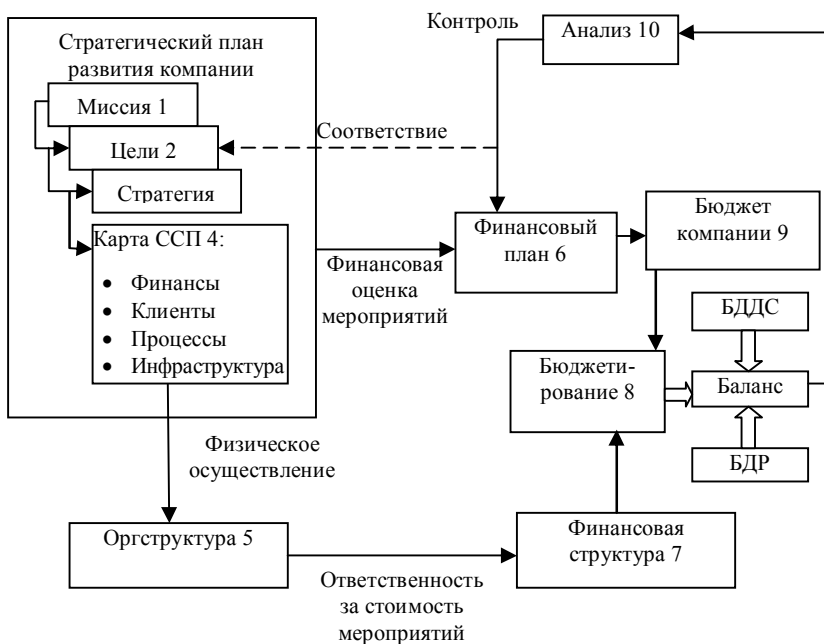 Стратегический план
развития компании
Миссия 1
Цели 2
Стратегия
Карта ССП 4:
• Финансы
• Клиенты
• Процессы
• Инфраструктура
Контроль
Анализ 10
Соответствие
Финансовый
план 6
Бюджет
компании 9
Финансовая
оценка
мероприятий
БДДС
Бюджети-
рование 8
Баланс
БДР
Физическое
осуществление
Оргструктура 5
Финансовая
структура 7
Ответственность
за стоимость
мероприятий